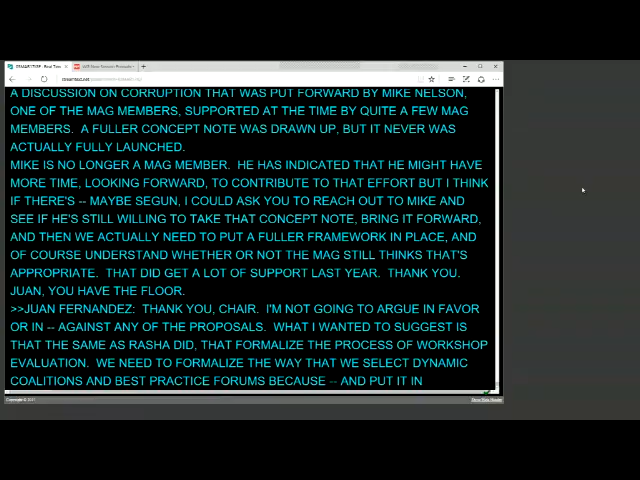 A DISCUSSION ON CORRUPTION THAT WAS PUT FORWARD BY MIKE NELSON,
ONE OF THE MAG MEMBERS, SUPPORTED AT THE TIME BY QUITE A FEW MAG
MEMBERS.  A FULLER CONCEPT NOTE WAS DRAWN UP, BUT IT NEVER WAS
ACTUALLY FULLY LAUNCHED.
MIKE IS NO LONGER A MAG MEMBER.  HE HAS INDICATED THAT HE MIGHT HAVE
MORE TIME, LOOKING FORWARD, TO CONTRIBUTE TO THAT EFFORT BUT I THINK
IF THERE'S -- MAYBE SEGUN, I COULD ASK YOU TO REACH OUT TO MIKE AND
SEE IF HE'S STILL WILLING TO TAKE THAT CONCEPT NOTE, BRING IT FORWARD,
AND THEN WE ACTUALLY NEED TO PUT A FULLER FRAMEWORK IN PLACE, AND
OF COURSE UNDERSTAND WHETHER OR NOT THE MAG STILL THINKS THAT'S
APPROPRIATE.  THAT DID GET A LOT OF SUPPORT LAST YEAR.  THANK YOU.
JUAN, YOU HAVE THE FLOOR.
>>JUAN FERNANDEZ:  THANK YOU, CHAIR.  I'M NOT GOING TO ARGUE IN FAVOR
OR IN -- AGAINST ANY OF THE PROPOSALS.  WHAT I WANTED TO SUGGEST IS
THAT THE SAME AS RASHA DID, THAT FORMALIZE THE PROCESS OF WORKSHOP
EVALUATION.  WE NEED TO FORMALIZE THE WAY THAT WE SELECT DYNAMIC
COALITIONS AND BEST PRACTICE FORUMS BECAUSE -- AND PUT IT IN